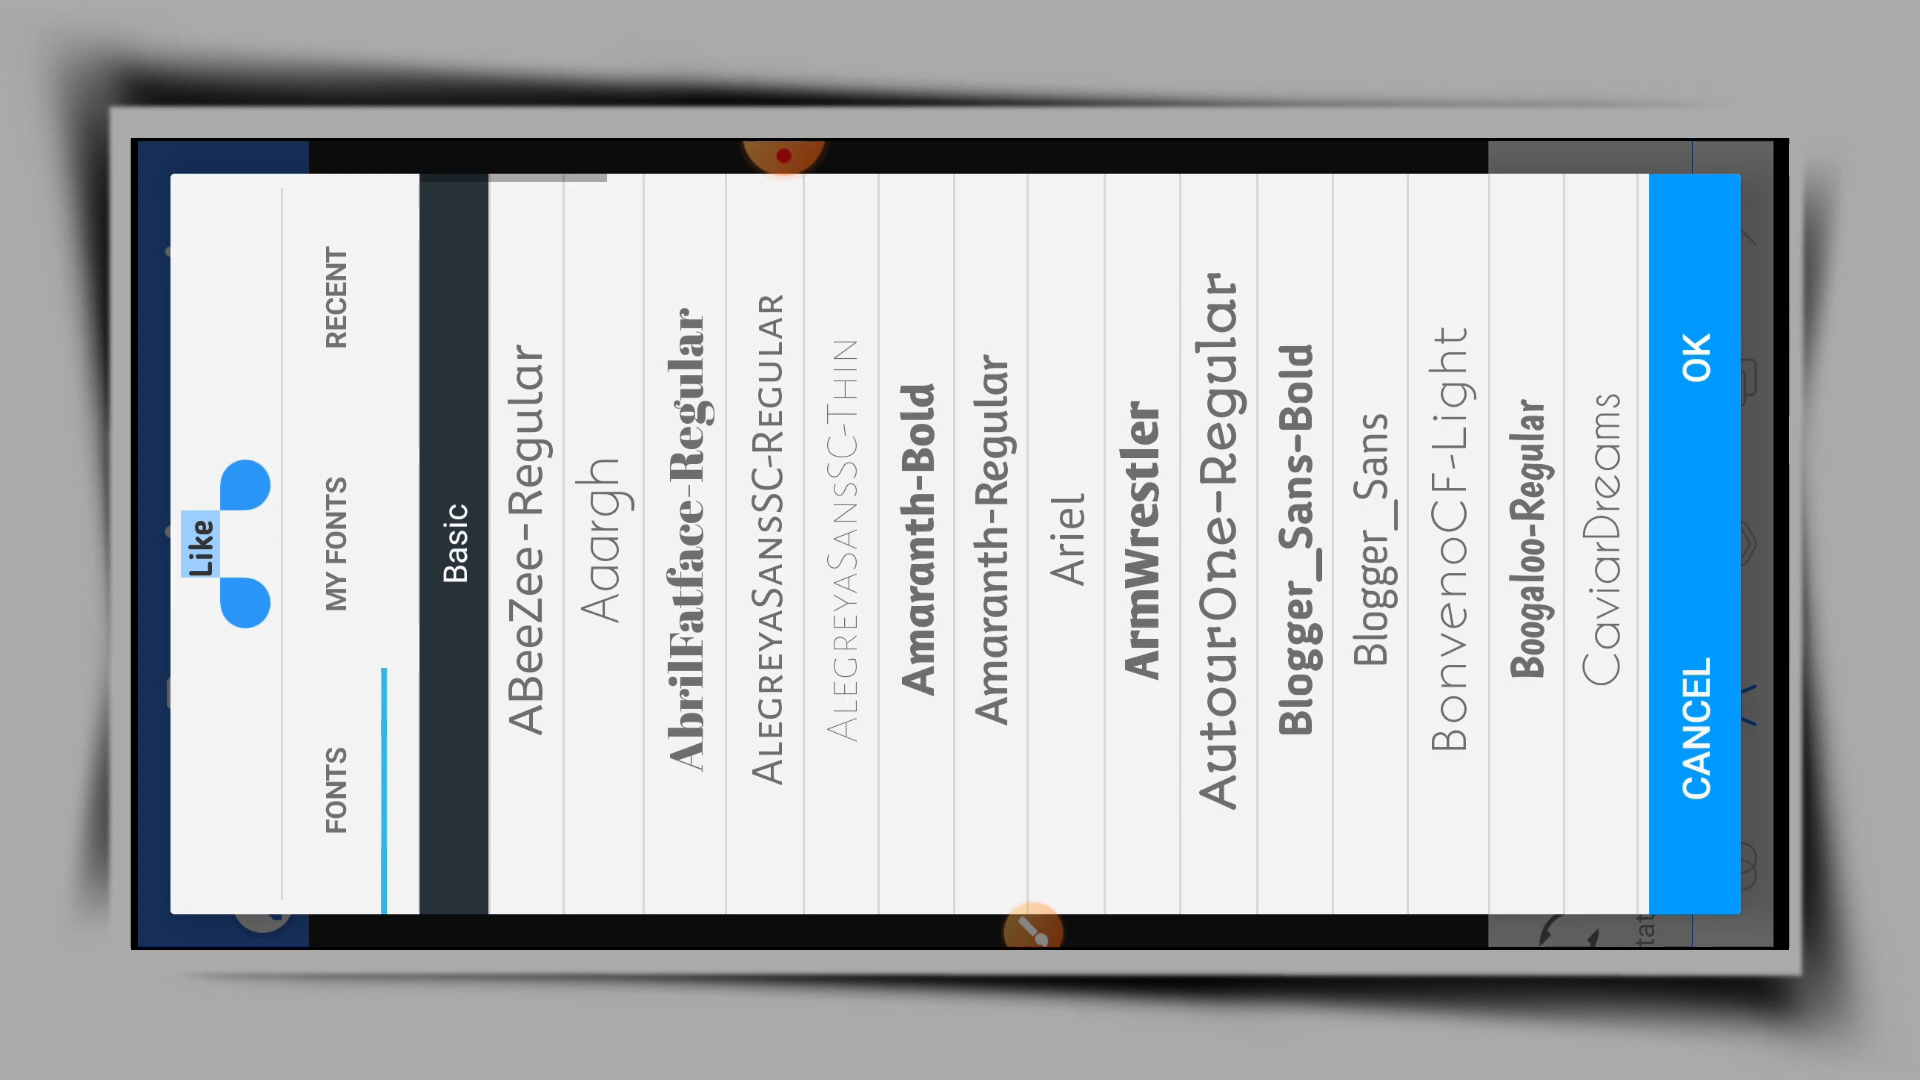 Like
FONTS MY FONTS RECENT
Basic
ABeeZee-Regular
Aargh
AbrilFatface-Regular
AlegreyaSansSC-Regular
AlegreyaSansSC-Thin
Amaranth-Bold
Amaranth-Regular
Ariel
ArmWrestler
AutourOne-Regular
Blogger_Sans-Bold
Blogger_Sans
BonvenoCF-Light
Boogaloo-Regular
CaviarDreams
CANCEL OK